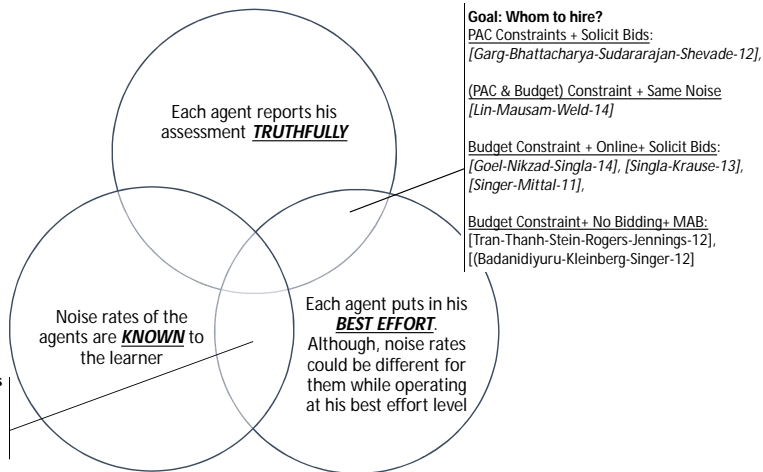 Goal: Whom to hire?
PAC Constraints + Solicit Bids:
[Garg-Bhattacharya-Sudararajan-Shevade-12],
(PAC & Budget) Constraint + Same Noise
[Lin-Mausam-Weld-14]
Budget Constraint + Online+ Solicit Bids:
[Goel-Nikzad-Singla-14], [Singla-Krause-13],
[Singer-Mittal-11],
Budget Constraint+ No Bidding+ MAB:
[Tran-Thanh-Stein-Rogers-Jennings-12],
[(Badanidiyuru-Kleinberg-Singer-12]
Each agent reports his
assessment TRUTHFULLY
Noise rates of the
agents are KNOWN to
the learner
Each agent puts in his
BEST EFFORT.
Although, noise rates
could be different for
them while operating
at his best effort level
s